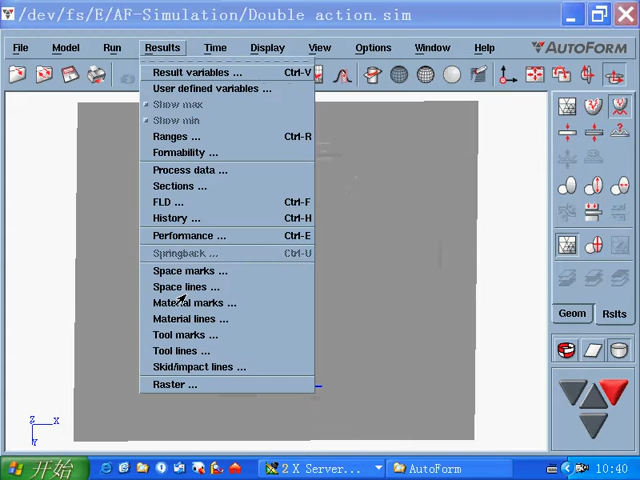 /dev/fs/E/AF-Simulation/Double action.sim
File Model Run Results Time Display View Options Window Help AUTOFORM
Result variables ... Ctrl-V
User defined variables ...
Show max
Show min
Ranges ... Ctrl-R
Formability ...
Process data ...
Sections ...
FLD ... Ctrl-F
History ... Ctrl-H
Performance ... Ctrl-E
Springback ... Ctrl-U
Space marks ...
Space lines ...
Material marks ...
Material lines ...
Tool marks ...
Tool lines ...
Skid/impact lines ...
Raster ...
Geom Rslts
Z X
Y
开始 2 X Server... AutoForm 10:40